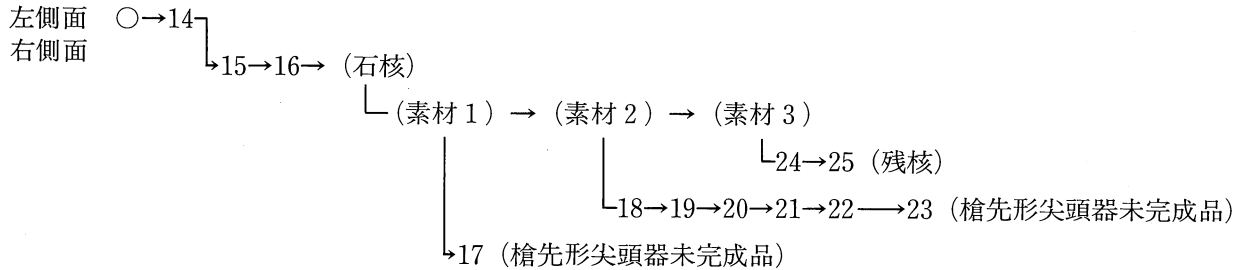 左側面 ○→14
右側面
15→16→(石核)
(素材1)→(素材2)→(素材3)
24→25(残核)
18→19→20→21→22→23(槍先形尖頭器未完成品)
17(槍先形尖頭器未完成品)